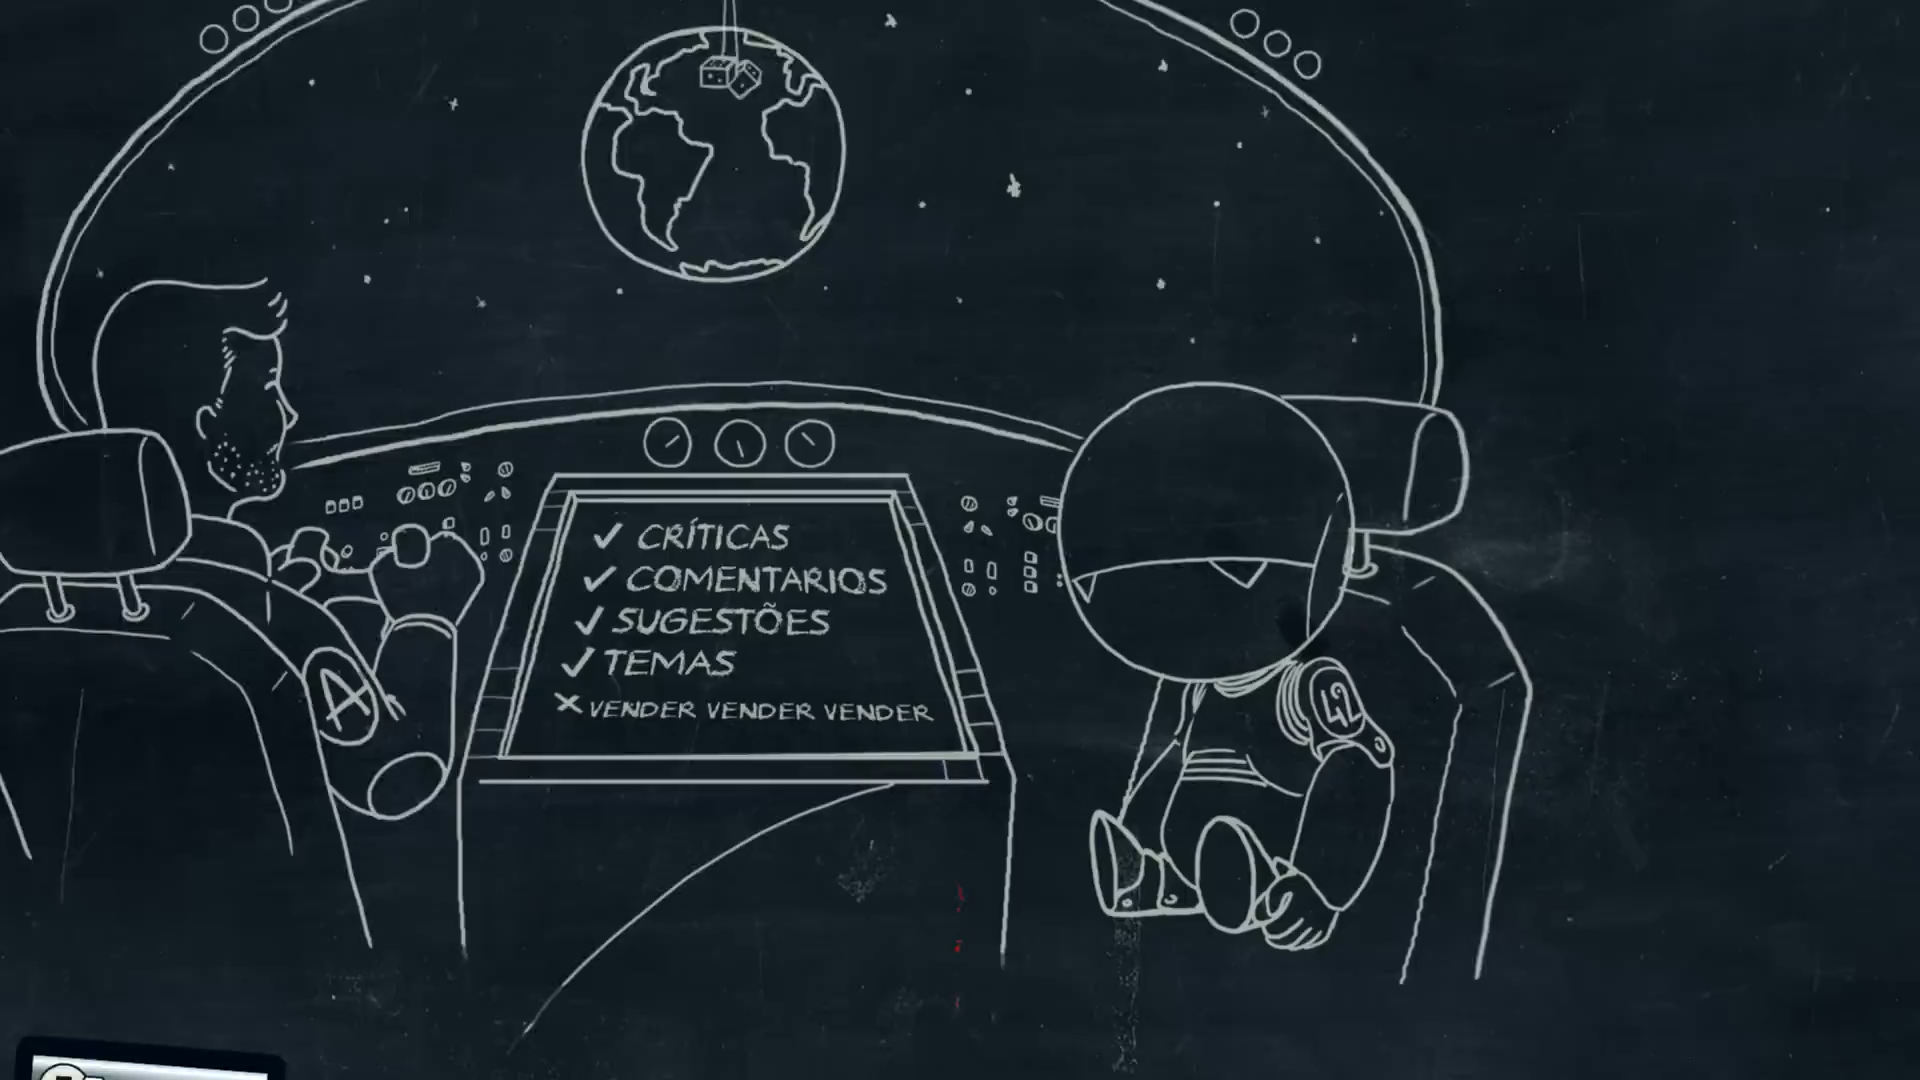 ✓ CRÍTICAS
✓ COMENTARIOS
✓ SUGESTÕES
✓ TEMAS
× VENDER VENDER VENDER
A
42